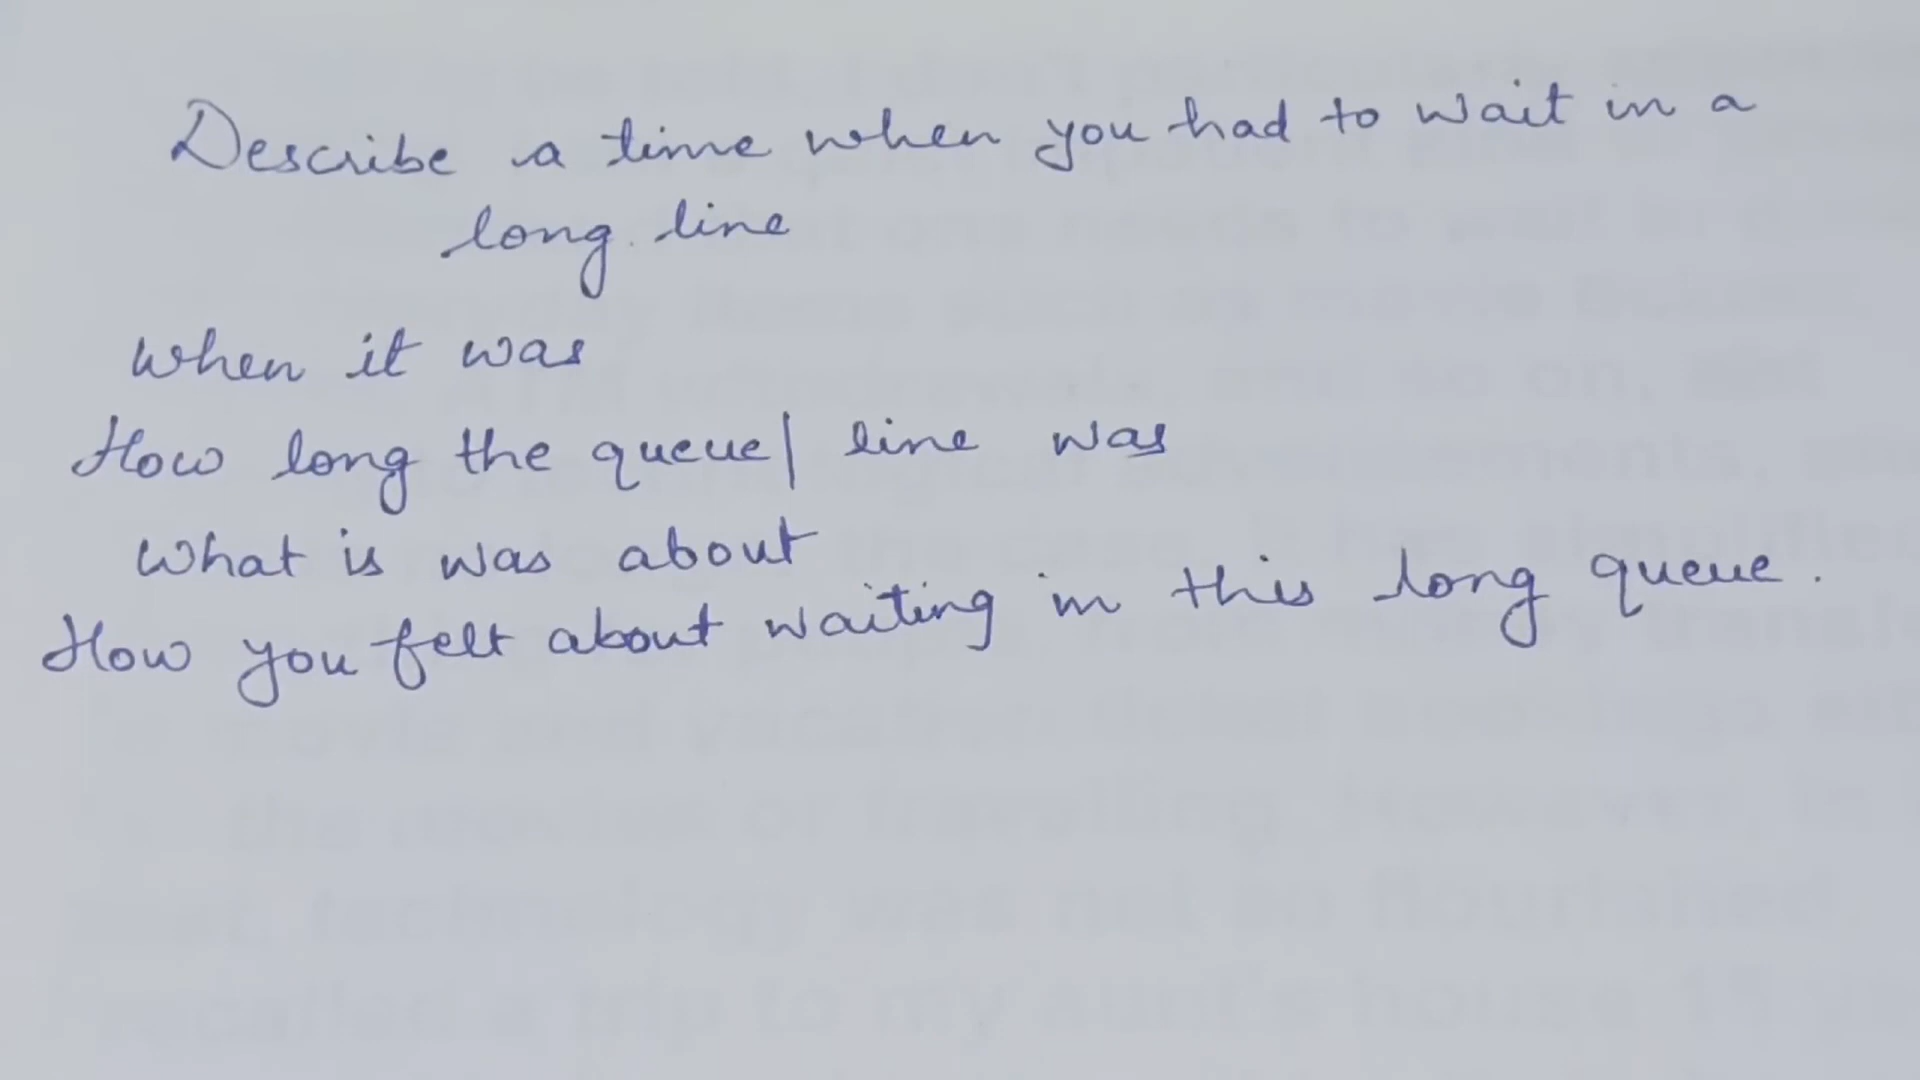 Describe a time when you had to wait in a
long line
When it was
How long the queue/ line was
What is was about
How you felt about waiting in this long queue.